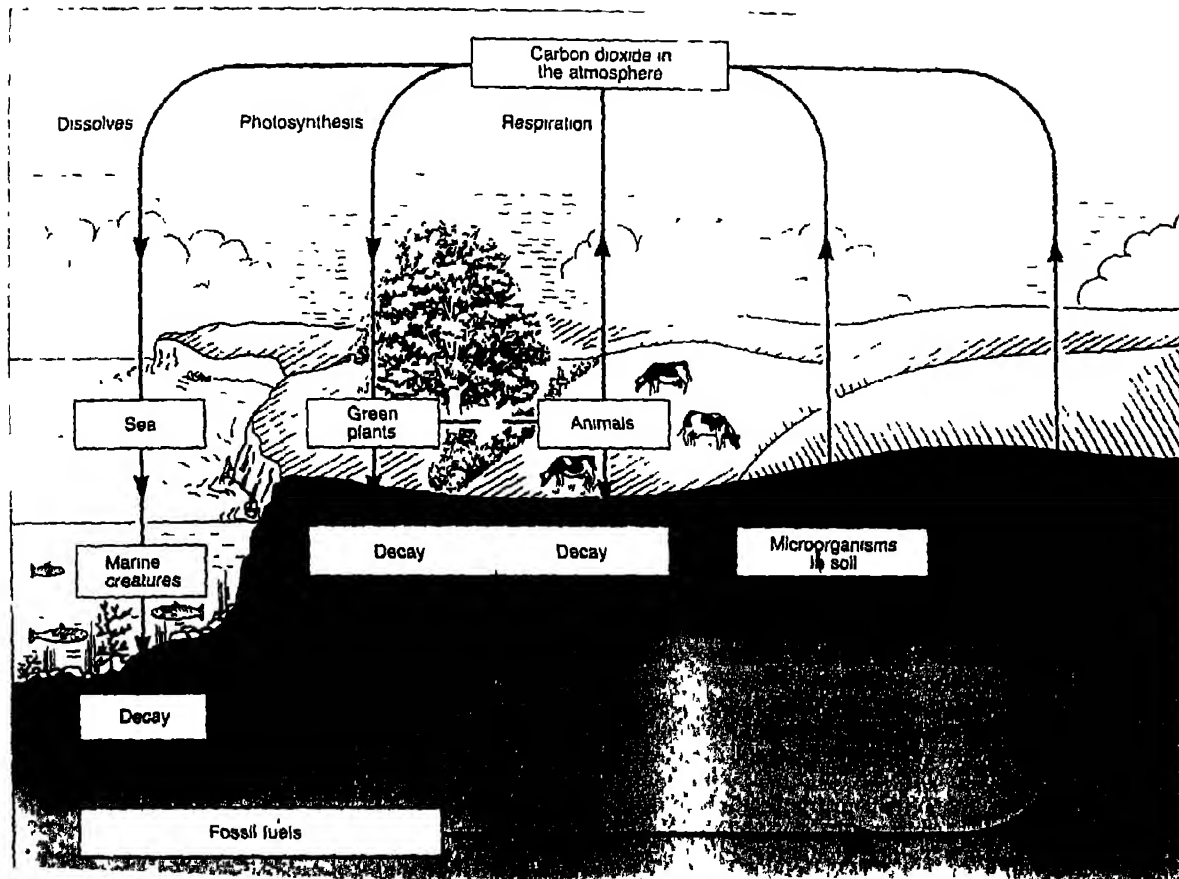 Carbon dioxide in
the atmosphere
Dissolves
Photosynthesis
Respiration
Sea
Green
plants
Animals
Decay
Decay
Microorganisms
in soil
Marine
creatures
Decay
Fossil fuels